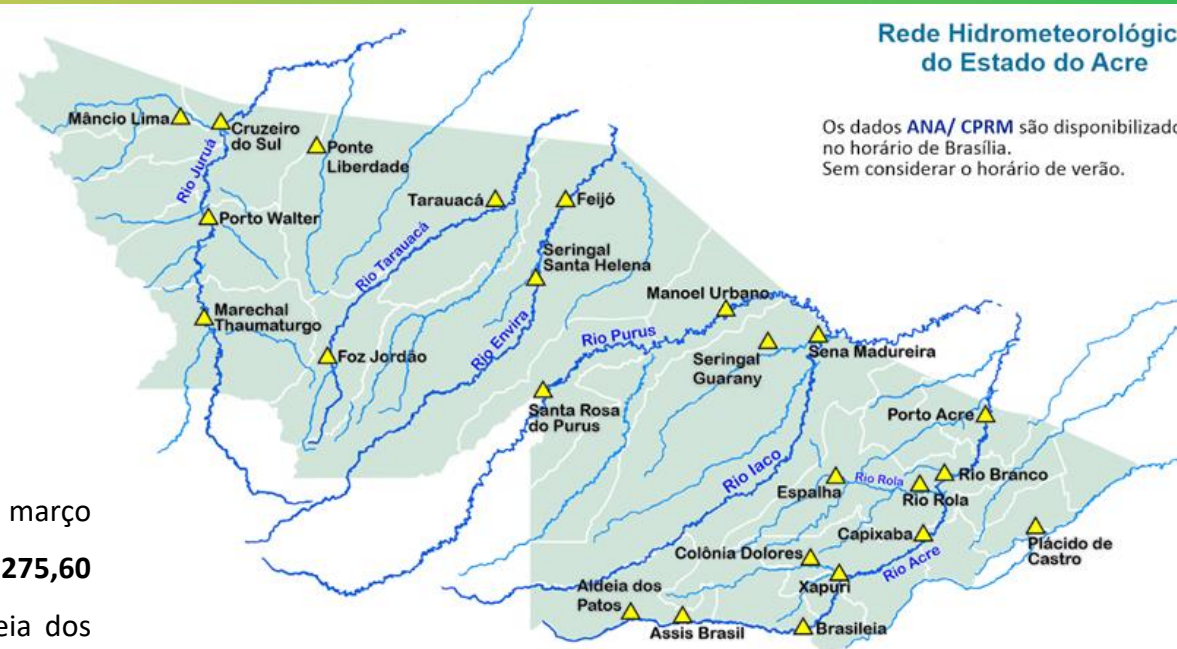 Rede Hidrometeorológic
do Estado do Acre
Os dados ANA/ CPRM são disponibilizado
no horário de Brasília.
Sem considerar o horário de verão.
Mâncio Lima
Cruzeiro
do Sul
Ponte
Liberdade
Rio Juruá
Porto Walter
Tarauacá
Feijó
Rio Tarauacá
Seringal
Santa Helena
Marechal
Thaumaturgo
Foz Jordão
Rio Envira
Manoel Urbano
Rio Purus
Seringal
Guarany
Sena Madureira
Santa Rosa
do Purus
Porto Acre
Rio Iaco
Espalha
Rio Rola
Rio Rola
Rio Branco
Capixaba
Plácido de
Castro
Colônia Dolores
Rio Acre
Xapuri
Aldeia dos
Patos
Assis Brasil
Brasileia
março
275,60
eia dos